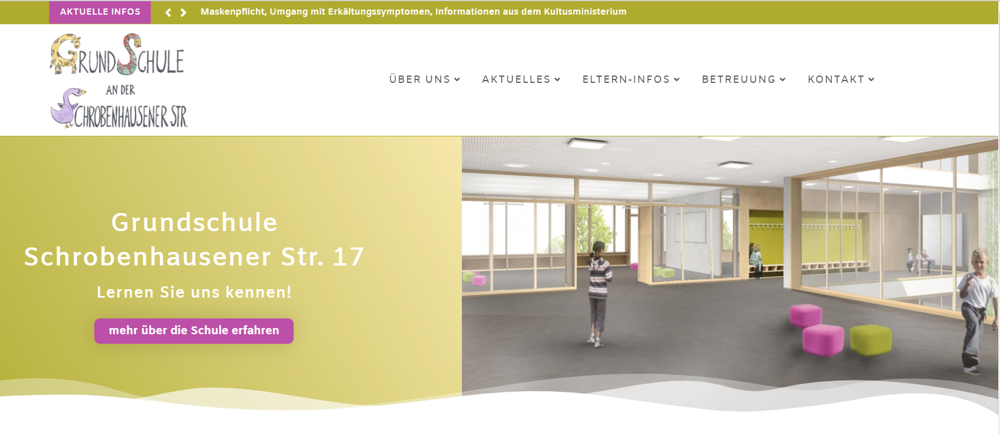 AKTUELLE INFOS
Maskenpflicht, Umgang mit Erkältungssymptomen, Informationen aus dem Kultusministerium
GRUNDSCHULE
AN DER
SCHROBENHAUSENER STR.
ÜBER UNS
AKTUELLES
ELTERN-INFOS
BETREUUNG
KONTAKT
Grundschule
Schrobenhausener Str. 17
Lernen Sie uns kennen!
mehr über die Schule erfahren